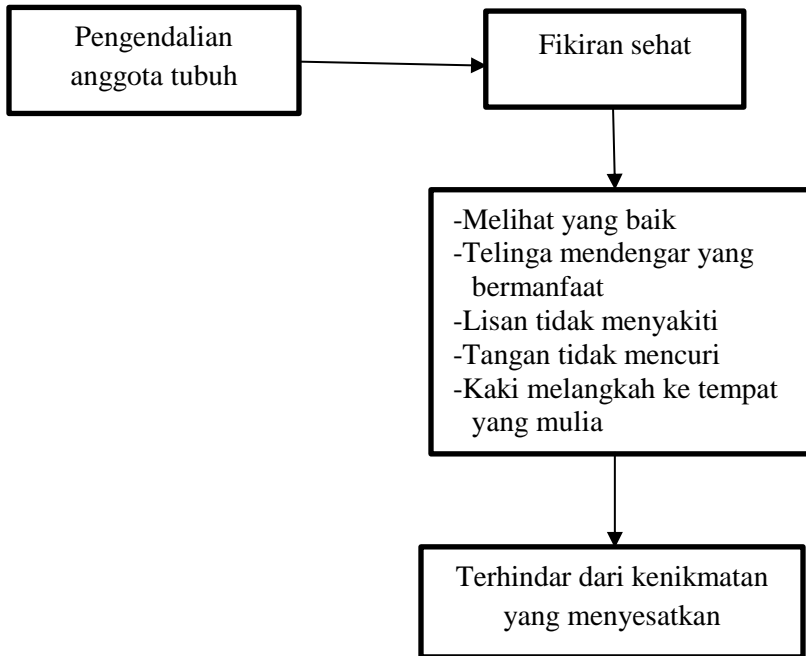 Pengendalian
anggota tubuh
Fikiran sehat
-Melihat yang baik
-Telinga mendengar yang
bermanfaat
-Lisan tidak menyakiti
-Tangan tidak mencuri
-Kaki melangkah ke tempat
yang mulia
Terhindar dari kenikmatan
yang menyesatkan